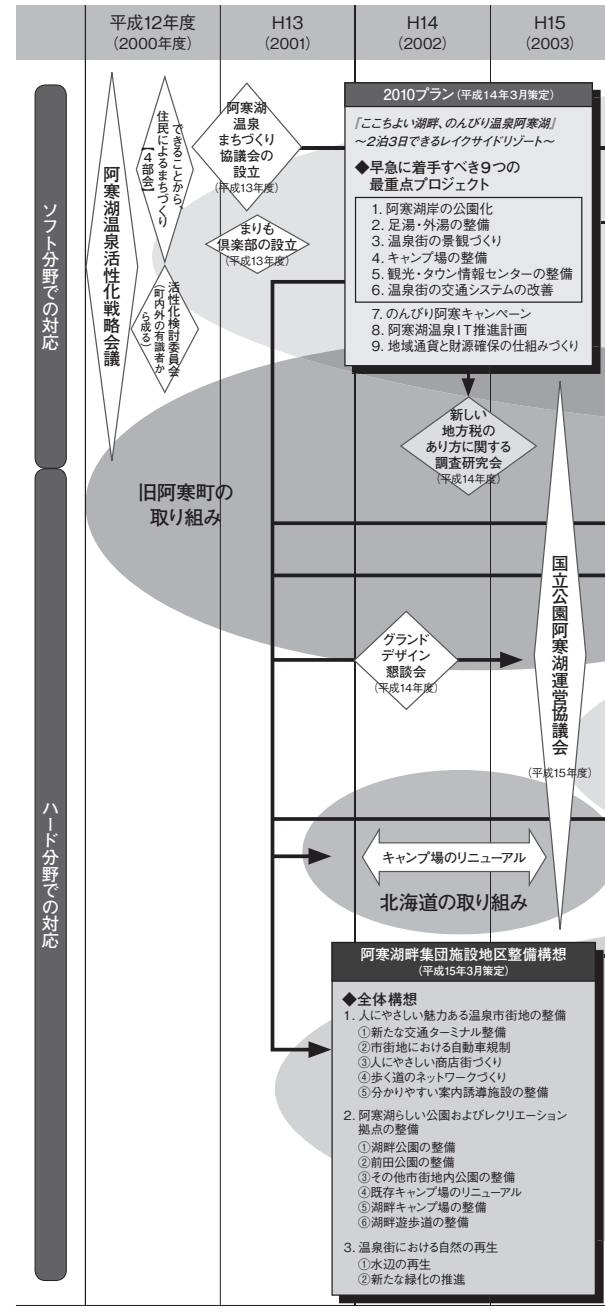 平成12年度
(2000年度)
H13
(2001)
H14
(2002)
H15
(2003)
ソフト分野での対応
ハード分野での対応
阿寒湖温泉活性化戦略会議
できることから、
住民によるまちづくり
【4部会】
活性化検討委員会
(町内外の有識者か
ら成る)
阿寒湖
温泉
まちづくり
協議会の
設立
(平成13年度)
まりも
倶楽部の設立
(平成13年度)
2010プラン(平成14年3月策定)
『ここちよい湖畔、のんびり温泉阿寒湖』
〜2泊3日できるレイクサイドリゾート〜
◆早急に着手すべき9つの
最重点プロジェクト
1. 阿寒湖岸の公園化
2. 足湯・外湯の整備
3. 温泉街の景観づくり
4. キャンプ場の整備
5. 観光・タウン情報センターの整備
6. 温泉街の交通システムの改善
7. のんびり阿寒キャンペーン
8. 阿寒湖温泉IT推進計画
9. 地域通貨と財源確保の仕組みづくり
新しい
地方税の
あり方に関する
調査研究会
(平成14年度)
旧阿寒町の
取り組み
グランド
デザイン
懇談会
(平成14年度)
国立公園阿寒湖運営協議会
(平成15年度)
キャンプ場のリニューアル
北海道の取り組み
阿寒湖畔集団施設地区整備構想
(平成15年3月策定)
◆全体構想
1. 人にやさしい魅力ある温泉市街地の整備
①新たな交通ターミナル整備
②市街地における自動車規制
③人にやさしい商店街づくり
④歩く道のネットワークづくり
⑤分かりやすい案内誘導施設の整備
2. 阿寒湖らしい公園およびレクリエーション
拠点の整備
①湖畔公園の整備
②前田公園の整備
③その他市街地内公園の整備
④既存キャンプ場のリニューアル
⑤湖畔キャンプ場の整備
⑥湖畔遊歩道の整備
3. 温泉街における自然の再生
①水辺の再生
②新たな緑化の推進